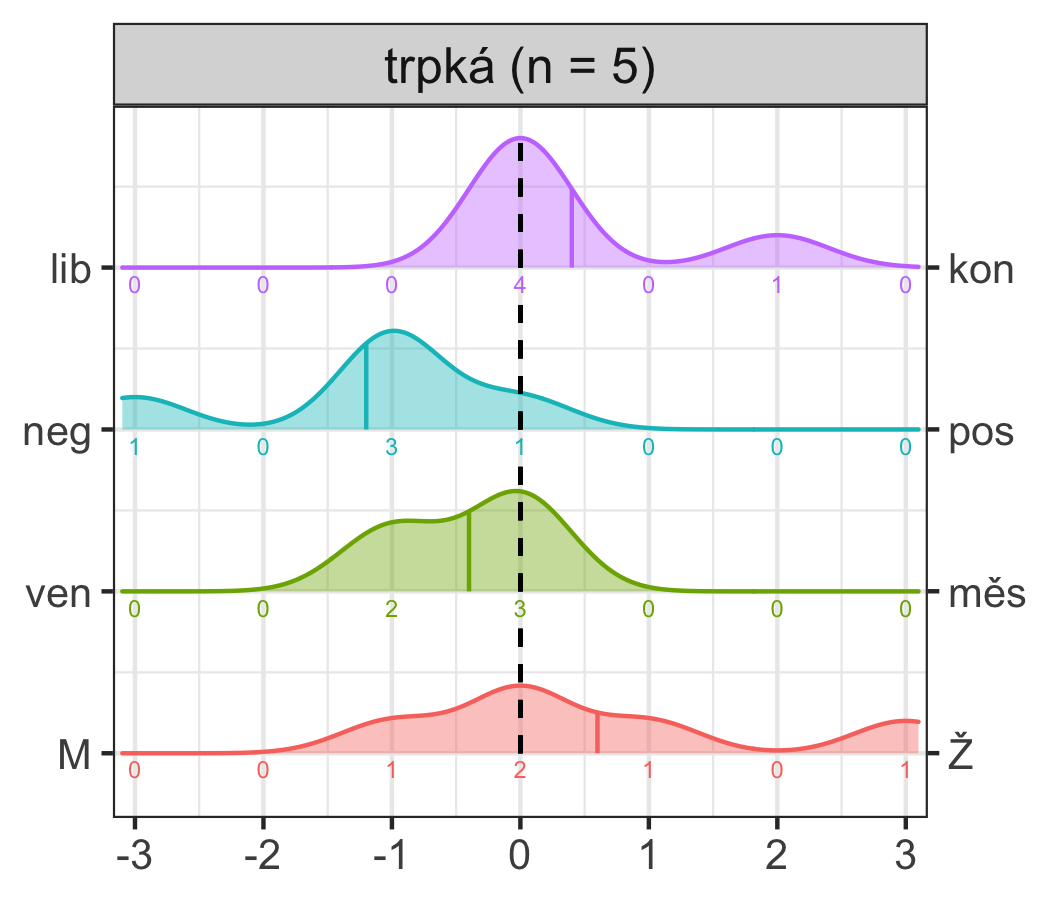 trpká (n = 5)
lib kon
0 0 0 4 0 1 0
neg pos
1 0 3 1 0 0 0
ven měs
0 0 2 3 0 0 0
M Ž
0 0 1 2 1 0 1
-3 -2 -1 0 1 2 3